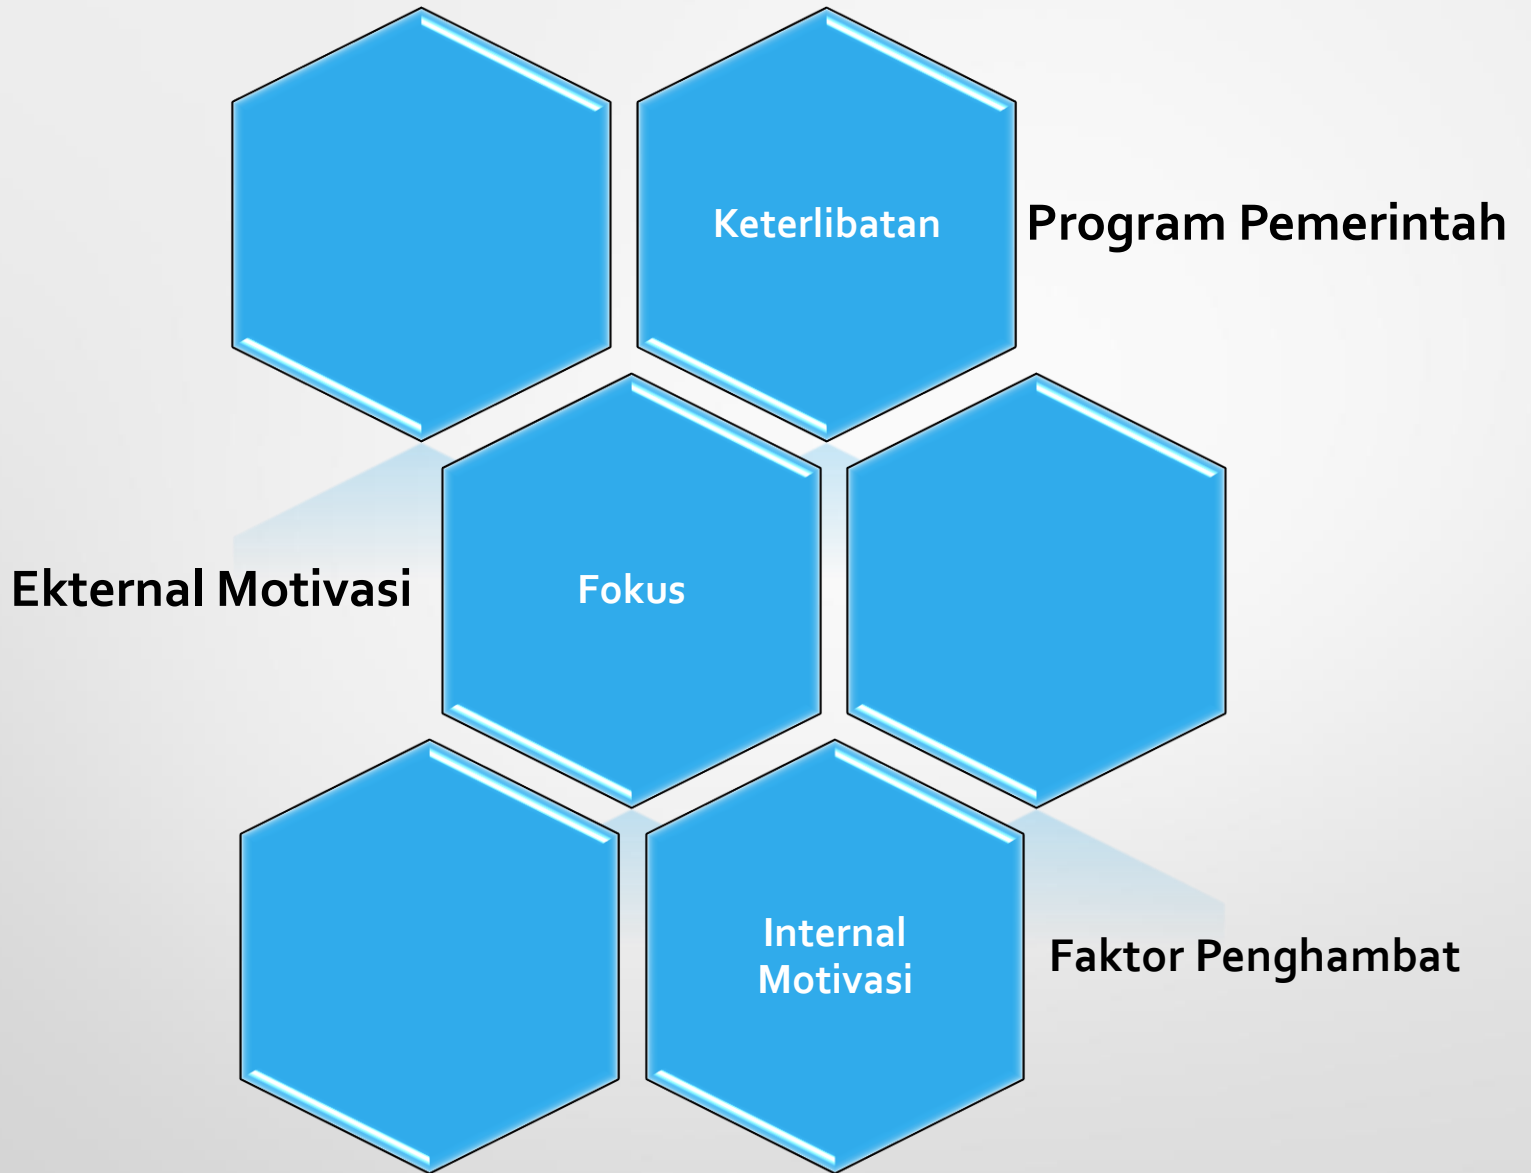 Keterlibatan
Program Pemerintah
Ekternal Motivasi
Fokus
Internal
Motivasi
Faktor Penghambat